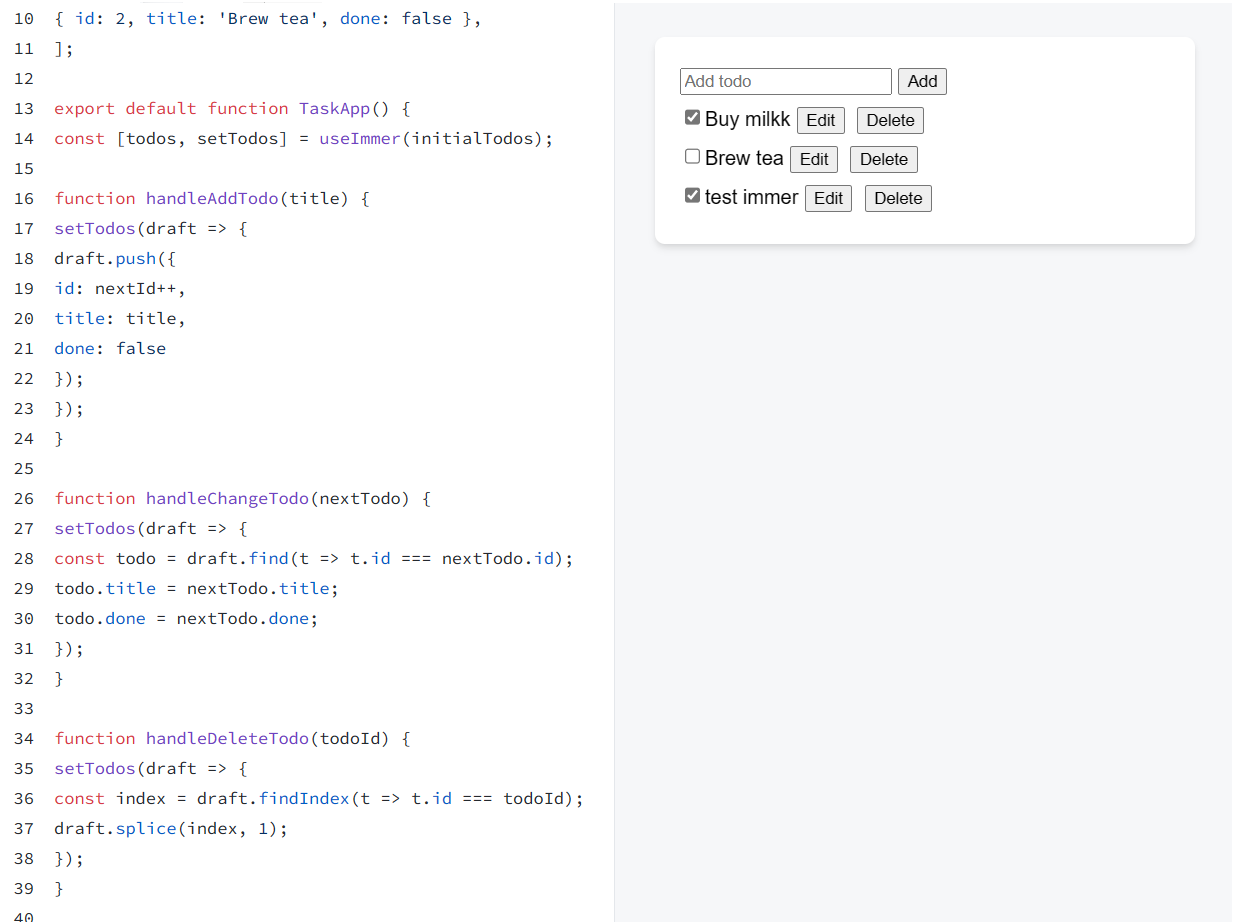 10 { id: 2, title: 'Brew tea', done: false },
11 ];
12
13 export default function TaskApp() {
14 const [todos, setTodos] = useImmer(initialTodos);
15
16 function handleAddTodo(title) {
17 setTodos(draft => {
18 draft.push({
19 id: nextId++,
20 title: title,
21 done: false
22 });
23 });
24 }
25
26 function handleChangeTodo(nextTodo) {
27 setTodos(draft => {
28 const todo = draft.find(t => t.id === nextTodo.id);
29 todo.title = nextTodo.title;
30 todo.done = nextTodo.done;
31 });
32 }
33
34 function handleDeleteTodo(todoId) {
35 setTodos(draft => {
36 const index = draft.findIndex(t => t.id === todoId);
37 draft.splice(index, 1);
38 });
39 }
40
Add todo Add
Buy milkk Edit Delete
Brew tea Edit Delete
test immer Edit Delete